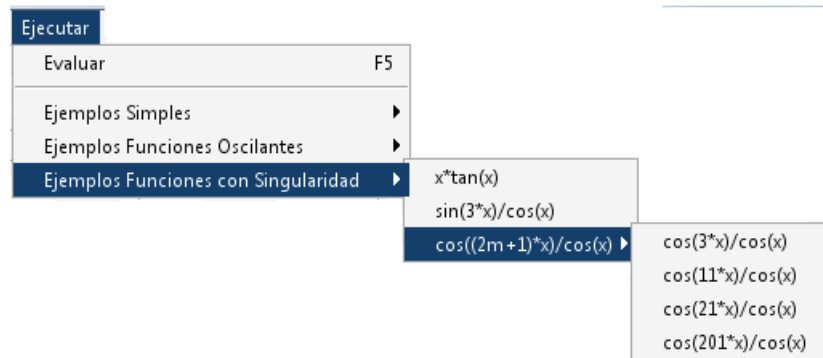 Ejecutar
Evaluar F5
Ejemplos Simples
Ejemplos Funciones Oscilantes
Ejemplos Funciones con Singularidad
x*tan(x)
sin(3*x)/cos(x)
cos((2m+1)*x)/cos(x)
cos(3*x)/cos(x)
cos(11*x)/cos(x)
cos(21*x)/cos(x)
cos(201*x)/cos(x)